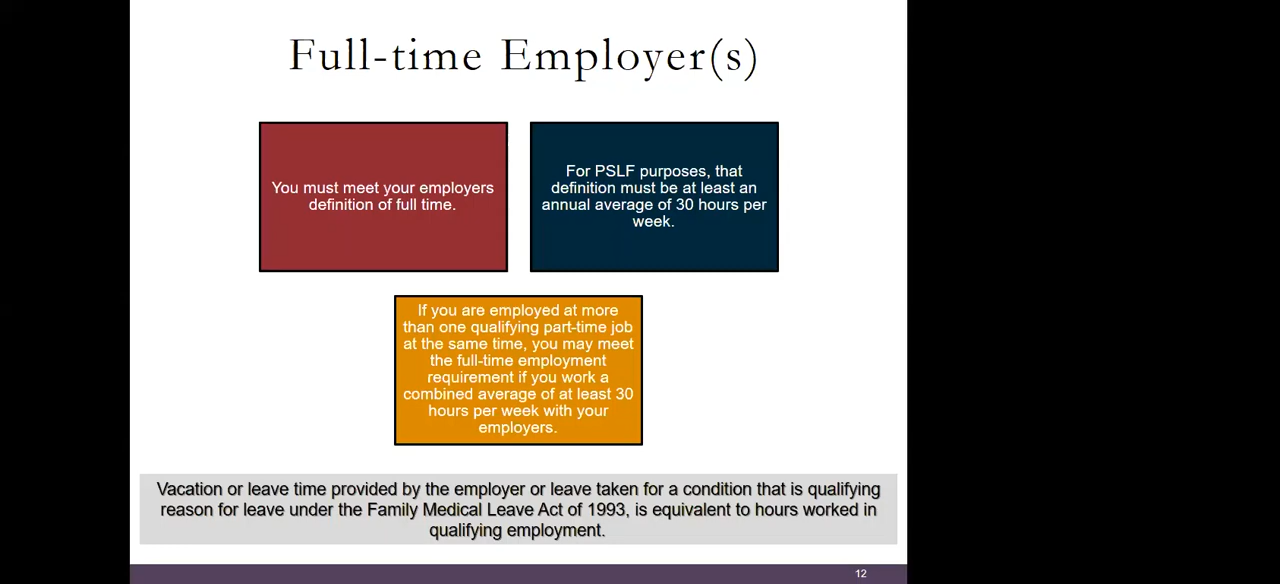 Full-time Employer(s)
You must meet your employers
definition of full time.
For PSLF purposes, that
definition must be at least an
annual average of 30 hours per
week.
If you are employed at more
than one qualifying part-time job
at the same time, you may meet
the full-time employment
requirement if you work a
combined average of at least 30
hours per week with your
employers.
Vacation or leave time provided by the employer or leave taken for a condition that is qualifying
reason for leave under the Family Medical Leave Act of 1993, is equivalent to hours worked in
qualifying employment.
12